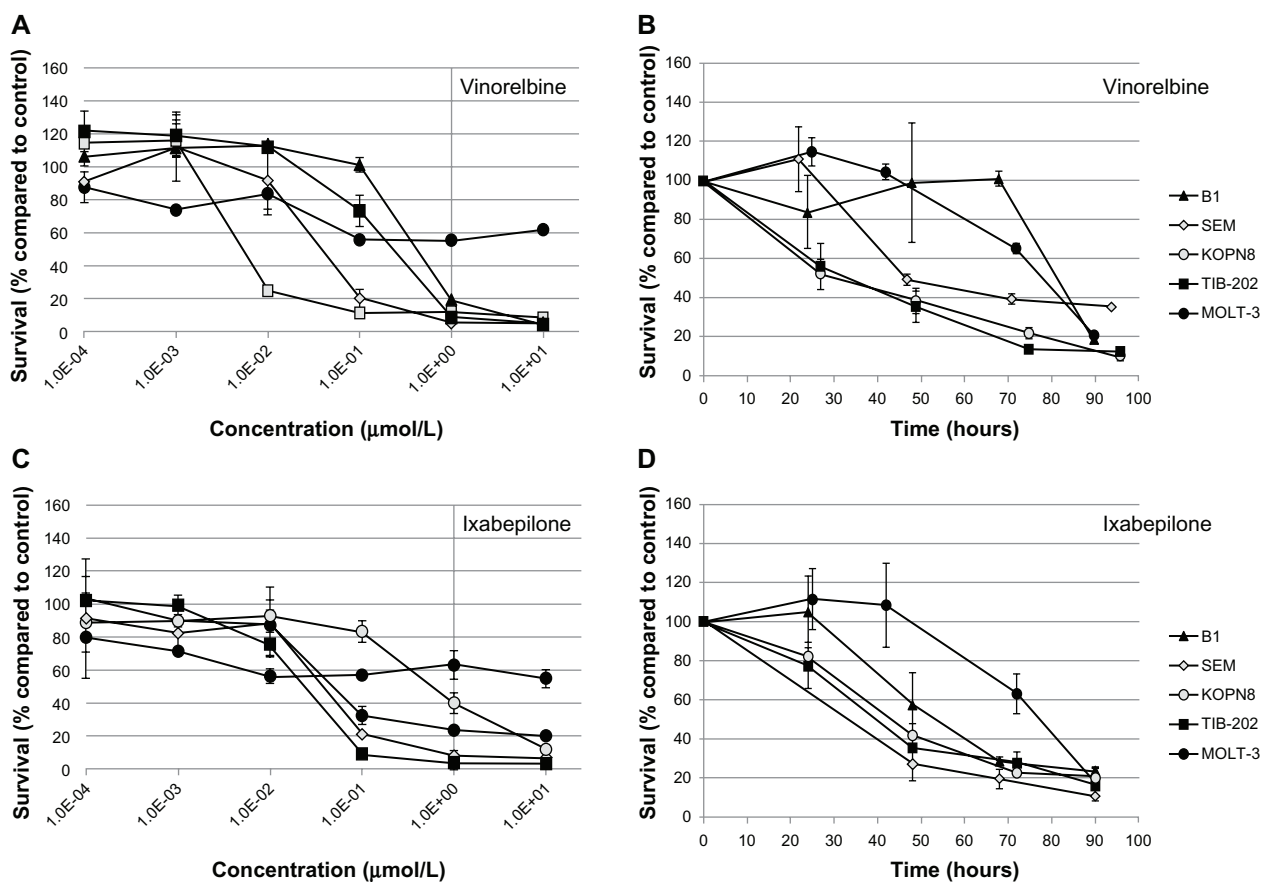 A
Survival (% compared to control)
160
140
120
100
80
60
40
20
0
Vinorelbine
1.0E-04
1.0E-03
1.0E-02
1.0E-01
1.0E+00
1.0E+01
Concentration (μmol/L)
B
Survival (% compared to control)
160
140
120
100
80
60
40
20
0
Vinorelbine
0 10 20 30 40 50 60 70 80 90 100
Time (hours)
B1
SEM
KOPN8
TIB-202
MOLT-3
C
Survival (% compared to control)
160
140
120
100
80
60
40
20
0
Ixabepilone
1.0E-04
1.0E-03
1.0E-02
1.0E-01
1.0E+00
1.0E+01
Concentration (μmol/L)
D
Survival (% compared to control)
160
140
120
100
80
60
40
20
0
Ixabepilone
0 10 20 30 40 50 60 70 80 90 100
Time (hours)
B1
SEM
KOPN8
TIB-202
MOLT-3